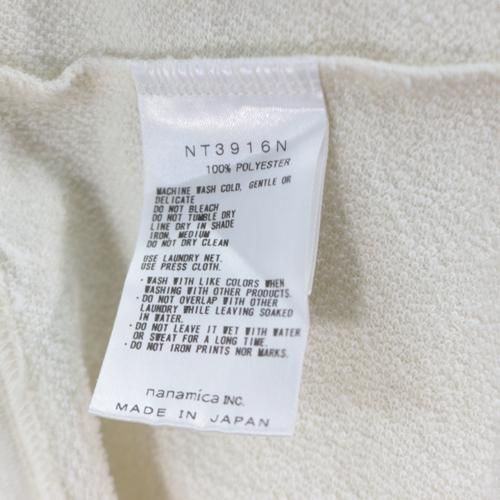 NT3916N
100% POLYESTER
MACHINE WASH COLD, GENTLE OR
DELICATE
DO NOT BLEACH
DO NOT TUMBLE DRY
LINE DRY IN SHADE
IRON, MEDIUM
DO NOT DRY CLEAN
USE LAUNDRY NET.
USE PRESS CLOTH.
・WASH WITH LIKE COLORS WHEN
WASHING WITH OTHER PRODUCTS.
・DO NOT OVERLAP WITH OTHER
LAUNDRY WHILE LEAVING SOAKED
IN WATER.
・DO NOT LEAVE IT WET WITH WATER
OR SWEAT FOR A LONG TIME.
・DO NOT IRON PRINTS NOR MARKS.
nanamica INC.
MADE IN JAPAN